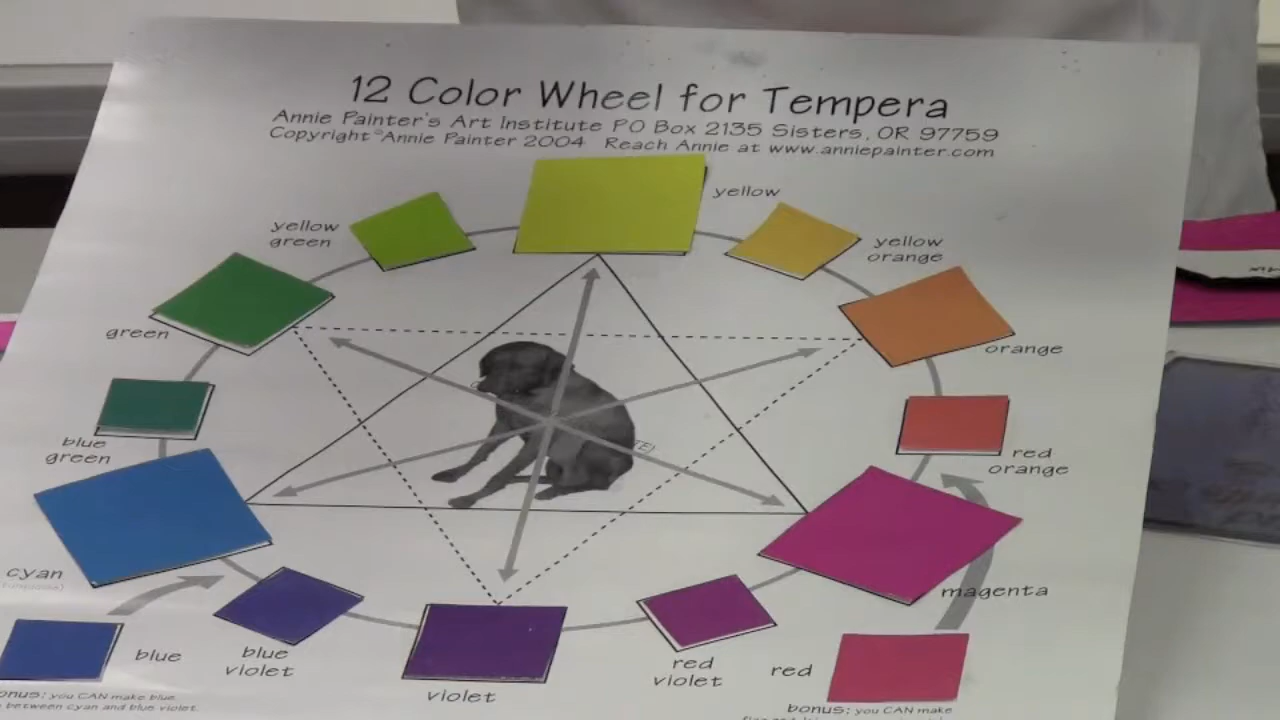 12 Color Wheel for Tempera
Annie Painter's Art Institute PO Box 2135 Sisters, OR 97759
Copyright ©Annie Painter 2004 Reach Annie at www.anniepainter.com
yellow
yellow
green
yellow
orange
green
orange
blue
green
red
orange
cyan
(turquoise)
magenta
blue
blue
violet
violet
red
violet
red
bonus: you CAN make blue
between cyan and blue violet.
bonus: you CAN make